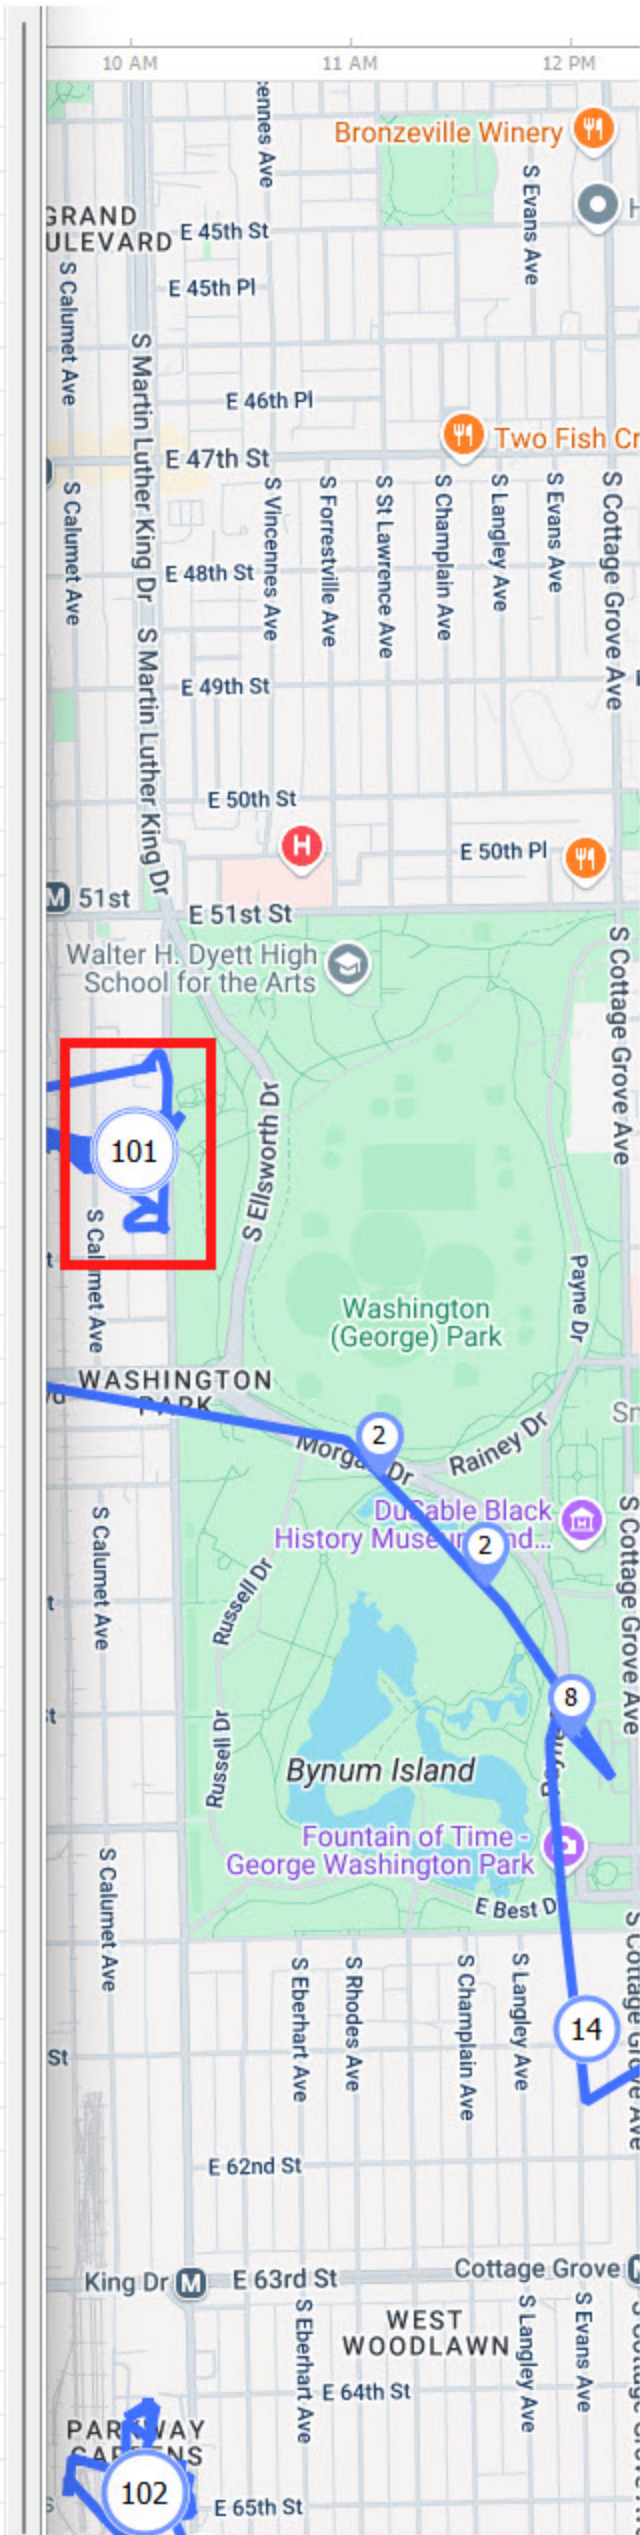 10 AM 11 AM 12 PM
Bronzeville Winery
S Evans Ave
GRAND
E 45th St
E 45th Pl
S Calumet Ave
S Martin Luther King Dr
E 46th Pl
Two Fish
E 47th St
S Calumet Ave
S Vincennes Ave
S Forrestville Ave
S St Lawrence Ave
S Champlain Ave
S Langley Ave
S Evans Ave
S Cottage Grove Ave
E 48th St
S Martin Luther King Dr
E 49th St
E 50th St
H
E 50th Pl
M 51st
E 51st St
Walter H. Dyett High
School for the Arts
S Cottage Grove Ave
S Ellsworth Dr
101
S Calumet Ave
Payne Dr
Washington
(George) Park
WASHINGTON
PARK
2
Morgan Dr
Rainey Dr
DuSable Black
History Museum
2
S Calumet Ave
S Cottage Grove Ave
Russell Dr
8
Russell Dr
Bynum Island
Fountain of Time -
George Washington Park
S Calumet Ave
E Best D
S Eberhart Ave
S Rhodes Ave
S Champlain Ave
S Langley Ave
S Cottage Grove Ave
14
St
E 62nd St
King Dr M
E 63rd St
Cottage Grove
S Eberhart Ave
WEST
WOODLAWN
S Langley Ave
S Evans Ave
E 64th St
PARKWAY
GARDENS
102
E 65th St